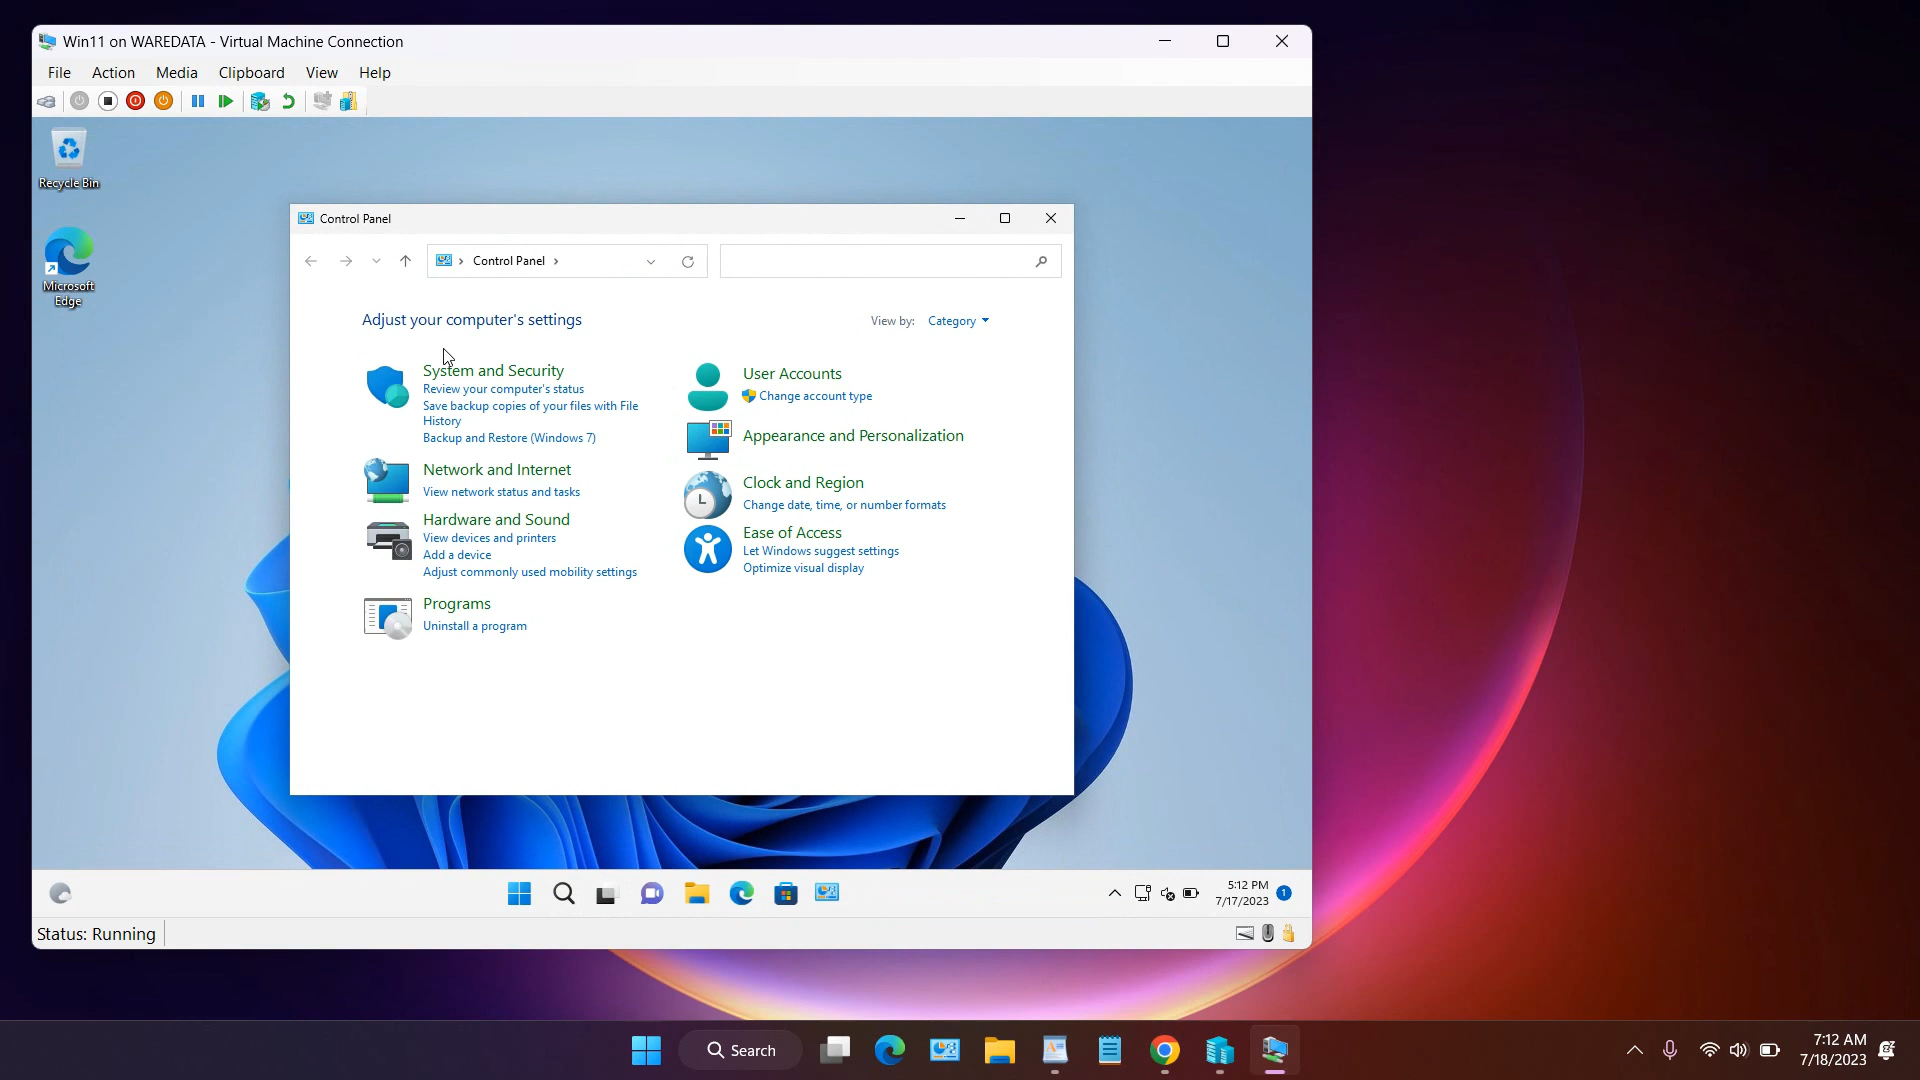 Win11 on WAREDATA - Virtual Machine Connection
File Action Media Clipboard View Help
Recycle Bin
Microsoft
Edge
Control Panel
Control Panel
Adjust your computer's settings
View by: Category
System and Security
Review your computer's status
Save backup copies of your files with File
History
Backup and Restore (Windows 7)
Network and Internet
View network status and tasks
Hardware and Sound
View devices and printers
Add a device
Adjust commonly used mobility settings
Programs
Uninstall a program
User Accounts
Change account type
Appearance and Personalization
Clock and Region
Change date, time, or number formats
Ease of Access
Let Windows suggest settings
Optimize visual display
5:12 PM
7/17/2023
1
Status: Running
Search
7:12 AM
7/18/2023